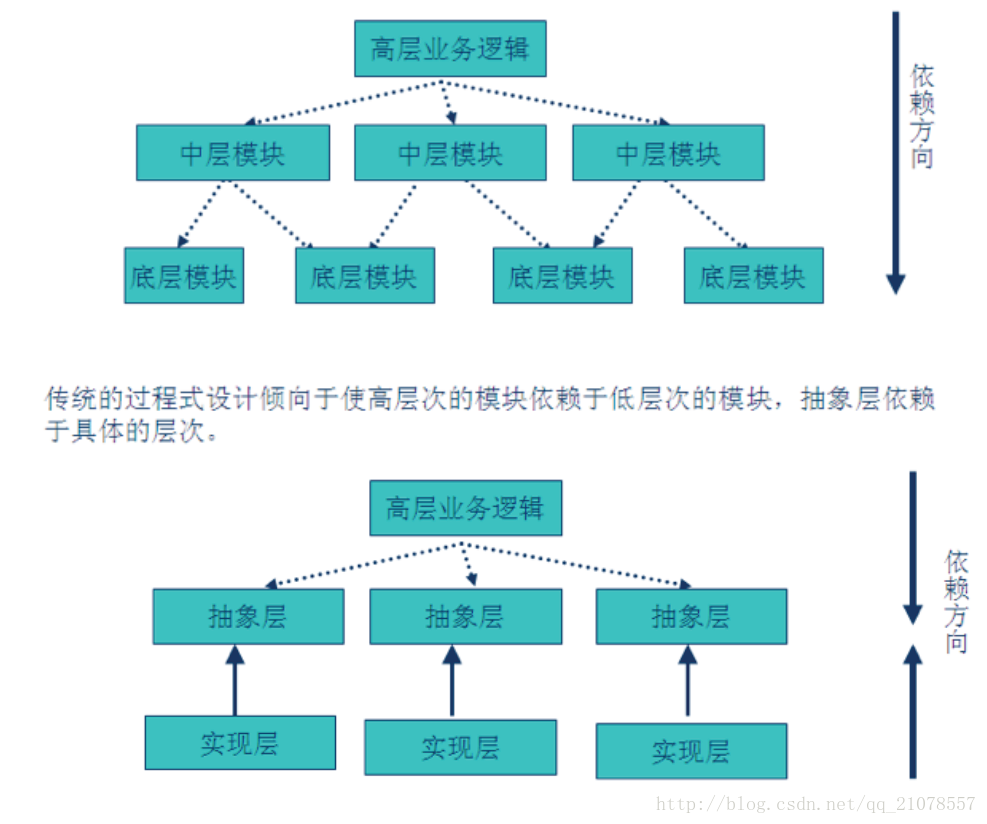 高层业务逻辑
依赖方向
中层模块 中层模块 中层模块
底层模块 底层模块 底层模块 底层模块
传统的过程式设计倾向于使高层次的模块依赖于低层次的模块，抽象层依赖
于具体的层次。
高层业务逻辑
依赖方向
抽象层 抽象层 抽象层
实现层 实现层 实现层
http://blog.csdn.net/qq_21078557